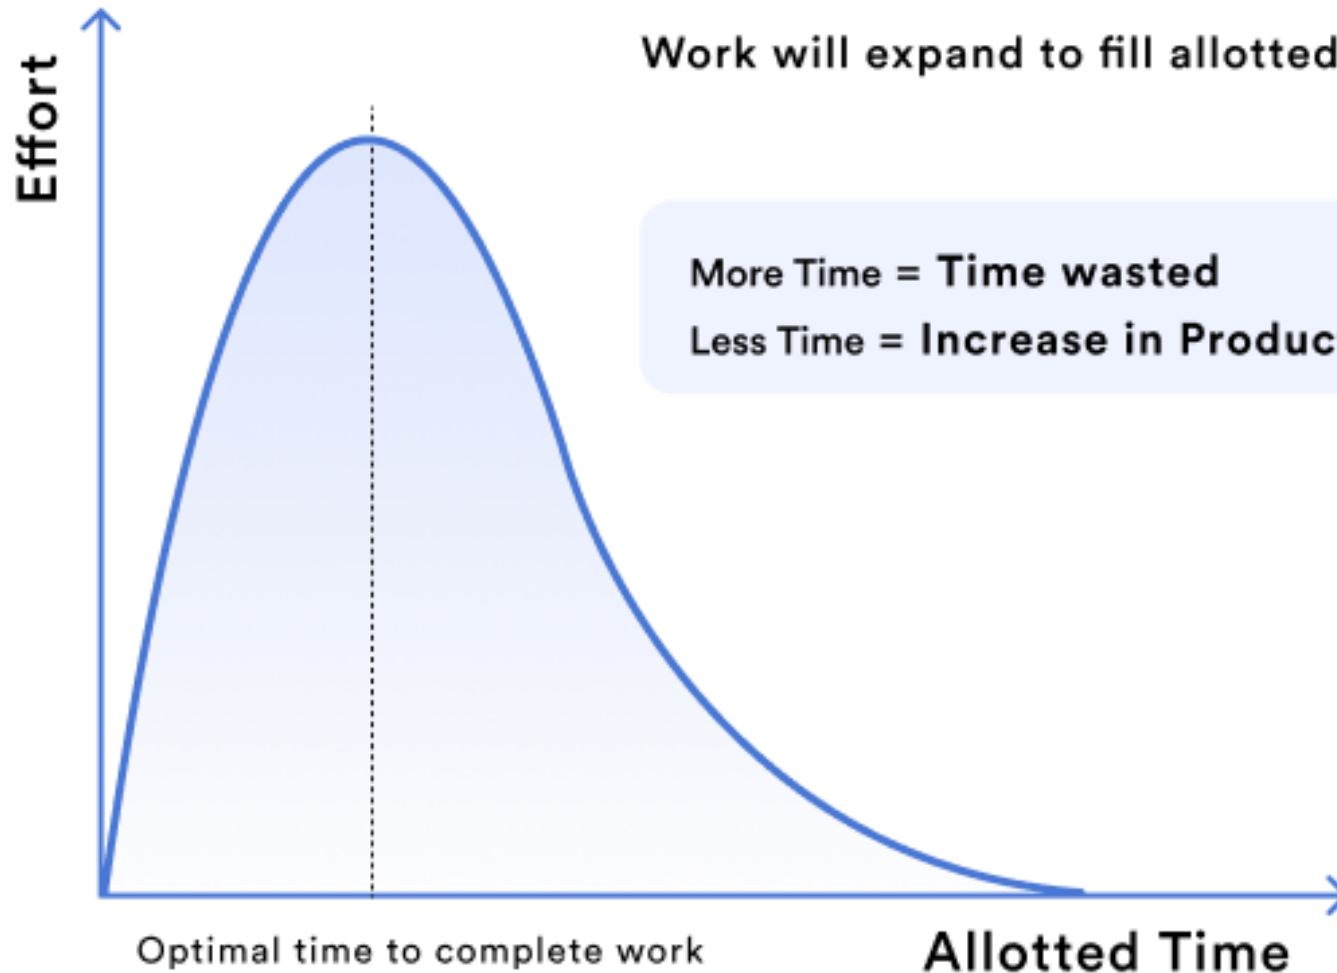 Effort
Work will expand to fill allotted
More Time = Time wasted
Less Time = Increase in Produc
Optimal time to complete work
Allotted Time